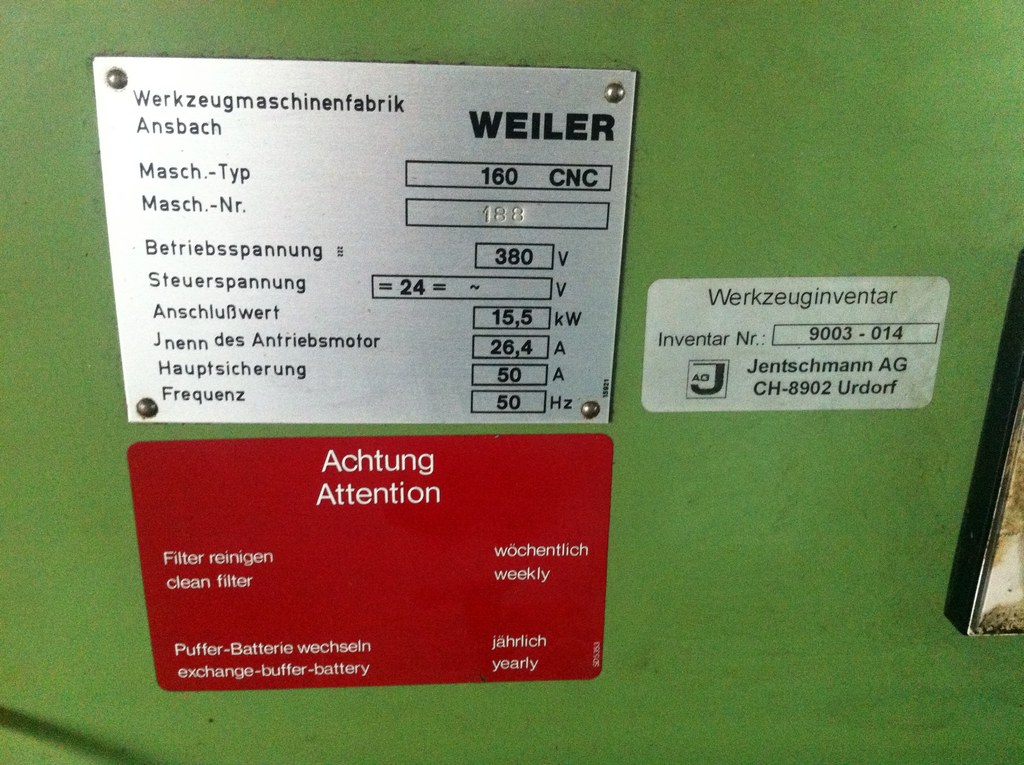 Werkzeugmaschinenfabrik
Ansbach
WEILER
Masch.-Typ 160 CNC
Masch.-Nr. 188
Betriebsspannung 380 V
Steuerspannung = 24 = ~ V
Anschlußwert 15,5 kW
Jnenn des Antriebsmotor 26,4 A
Hauptsicherung 50 A
Frequenz 50 Hz
Werkzeuginventar
Inventar Nr.: 9003 - 014
AG J
Jentschmann AG
CH-8902 Urdorf
Achtung
Attention
Filter reinigen wöchentlich
clean filter weekly
Puffer-Batterie wechseln jährlich
exchange-buffer-battery yearly